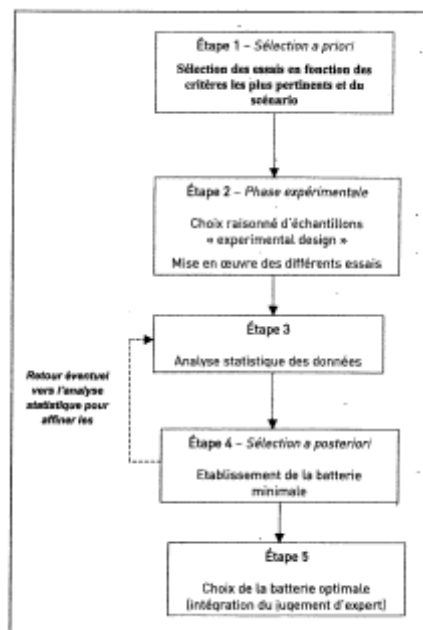 Étape 1 – Sélection a priori
Sélection des essais en fonction des
critères les plus pertinents et du
scénario
Étape 2 – Phase expérimentale
Choix raisonné d'échantillons
« experimental design »
Mise en œuvre des différents essais
Étape 3
Analyse statistique des données
Retour éventuel
vers l'analyse
statistique pour
affiner les
Étape 4 – Sélection a posteriori
Etablissement de la batterie
minimale
Étape 5
Choix de la batterie optimale
(intégration du jugement d'expert)